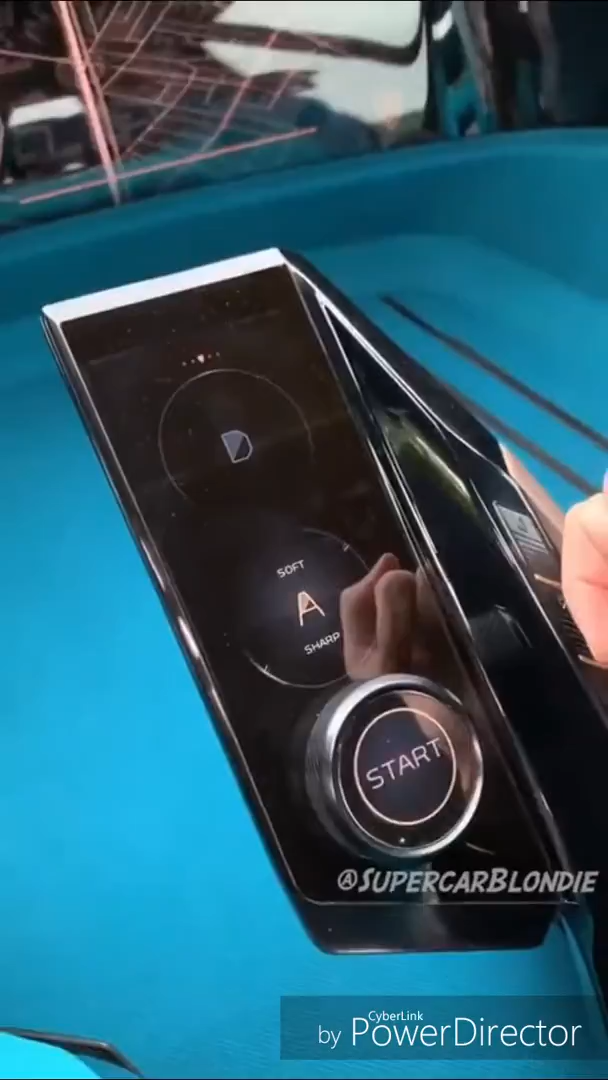 D
SOFT
A
SHARP
START
@SUPERCARBLONDIE
CyberLink
by PowerDirector